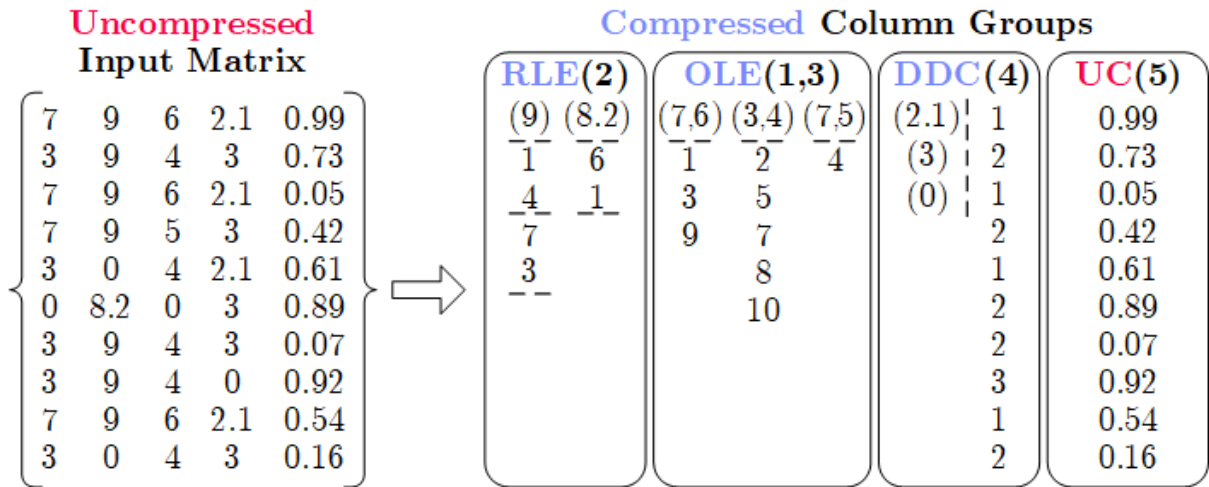 Uncompressed
Input Matrix
7 9 6 2.1 0.99
3 9 4 3 0.73
7 9 6 2.1 0.05
7 9 5 3 0.42
3 0 4 2.1 0.61
0 8.2 0 3 0.89
3 9 4 3 0.07
3 9 4 0 0.92
7 9 6 2.1 0.54
3 0 4 3 0.16
Compressed Column Groups
RLE(2)
(9) (8.2)
1 6
4 1
7
3
OLE(1,3)
(7,6) (3,4) (7,5)
1 2 4
3 5
9 7
8
10
DDC(4)
(2.1) 1
(3) 2
(0) 1
2
1
2
2
3
1
2
UC(5)
0.99
0.73
0.05
0.42
0.61
0.89
0.07
0.92
0.54
0.16